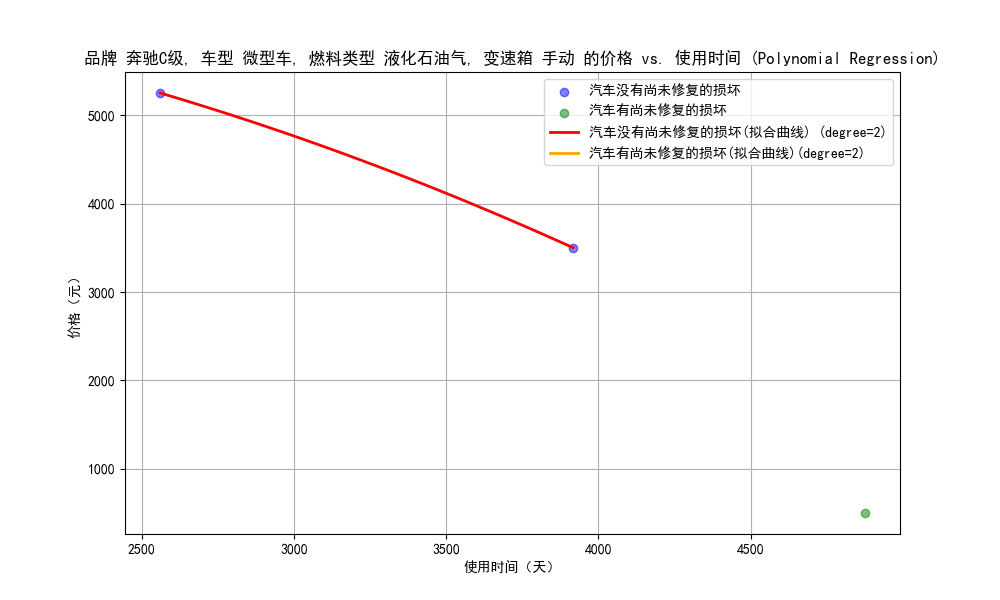 品牌 奔驰C级, 车型 微型车, 燃料类型 液化石油气, 变速箱 手动 的价格 vs. 使用时间 (Polynomial Regression)
汽车没有尚未修复的损坏
汽车有尚未修复的损坏
汽车没有尚未修复的损坏(拟合曲线) (degree=2)
汽车有尚未修复的损坏(拟合曲线)(degree=2)
价格（元）
5000
4000
3000
2000
1000
2500 3000 3500 4000 4500
使用时间（天）